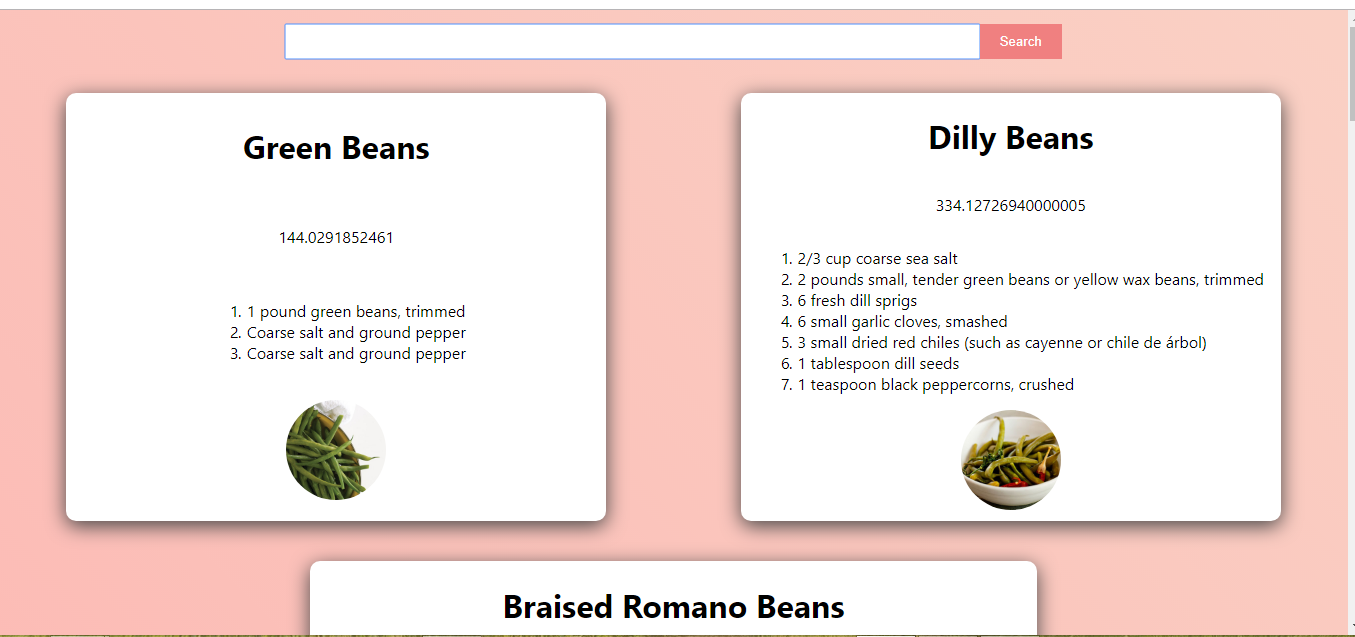 Search
Green Beans
144.0291852461
1. 1 pound green beans, trimmed
2. Coarse salt and ground pepper
3. Coarse salt and ground pepper
Dilly Beans
334.12726940000005
1. 2/3 cup coarse sea salt
2. 2 pounds small, tender green beans or yellow wax beans, trimmed
3. 6 fresh dill sprigs
4. 6 small garlic cloves, smashed
5. 3 small dried red chiles (such as cayenne or chile de árbol)
6. 1 tablespoon dill seeds
7. 1 teaspoon black peppercorns, crushed
Braised Romano Beans